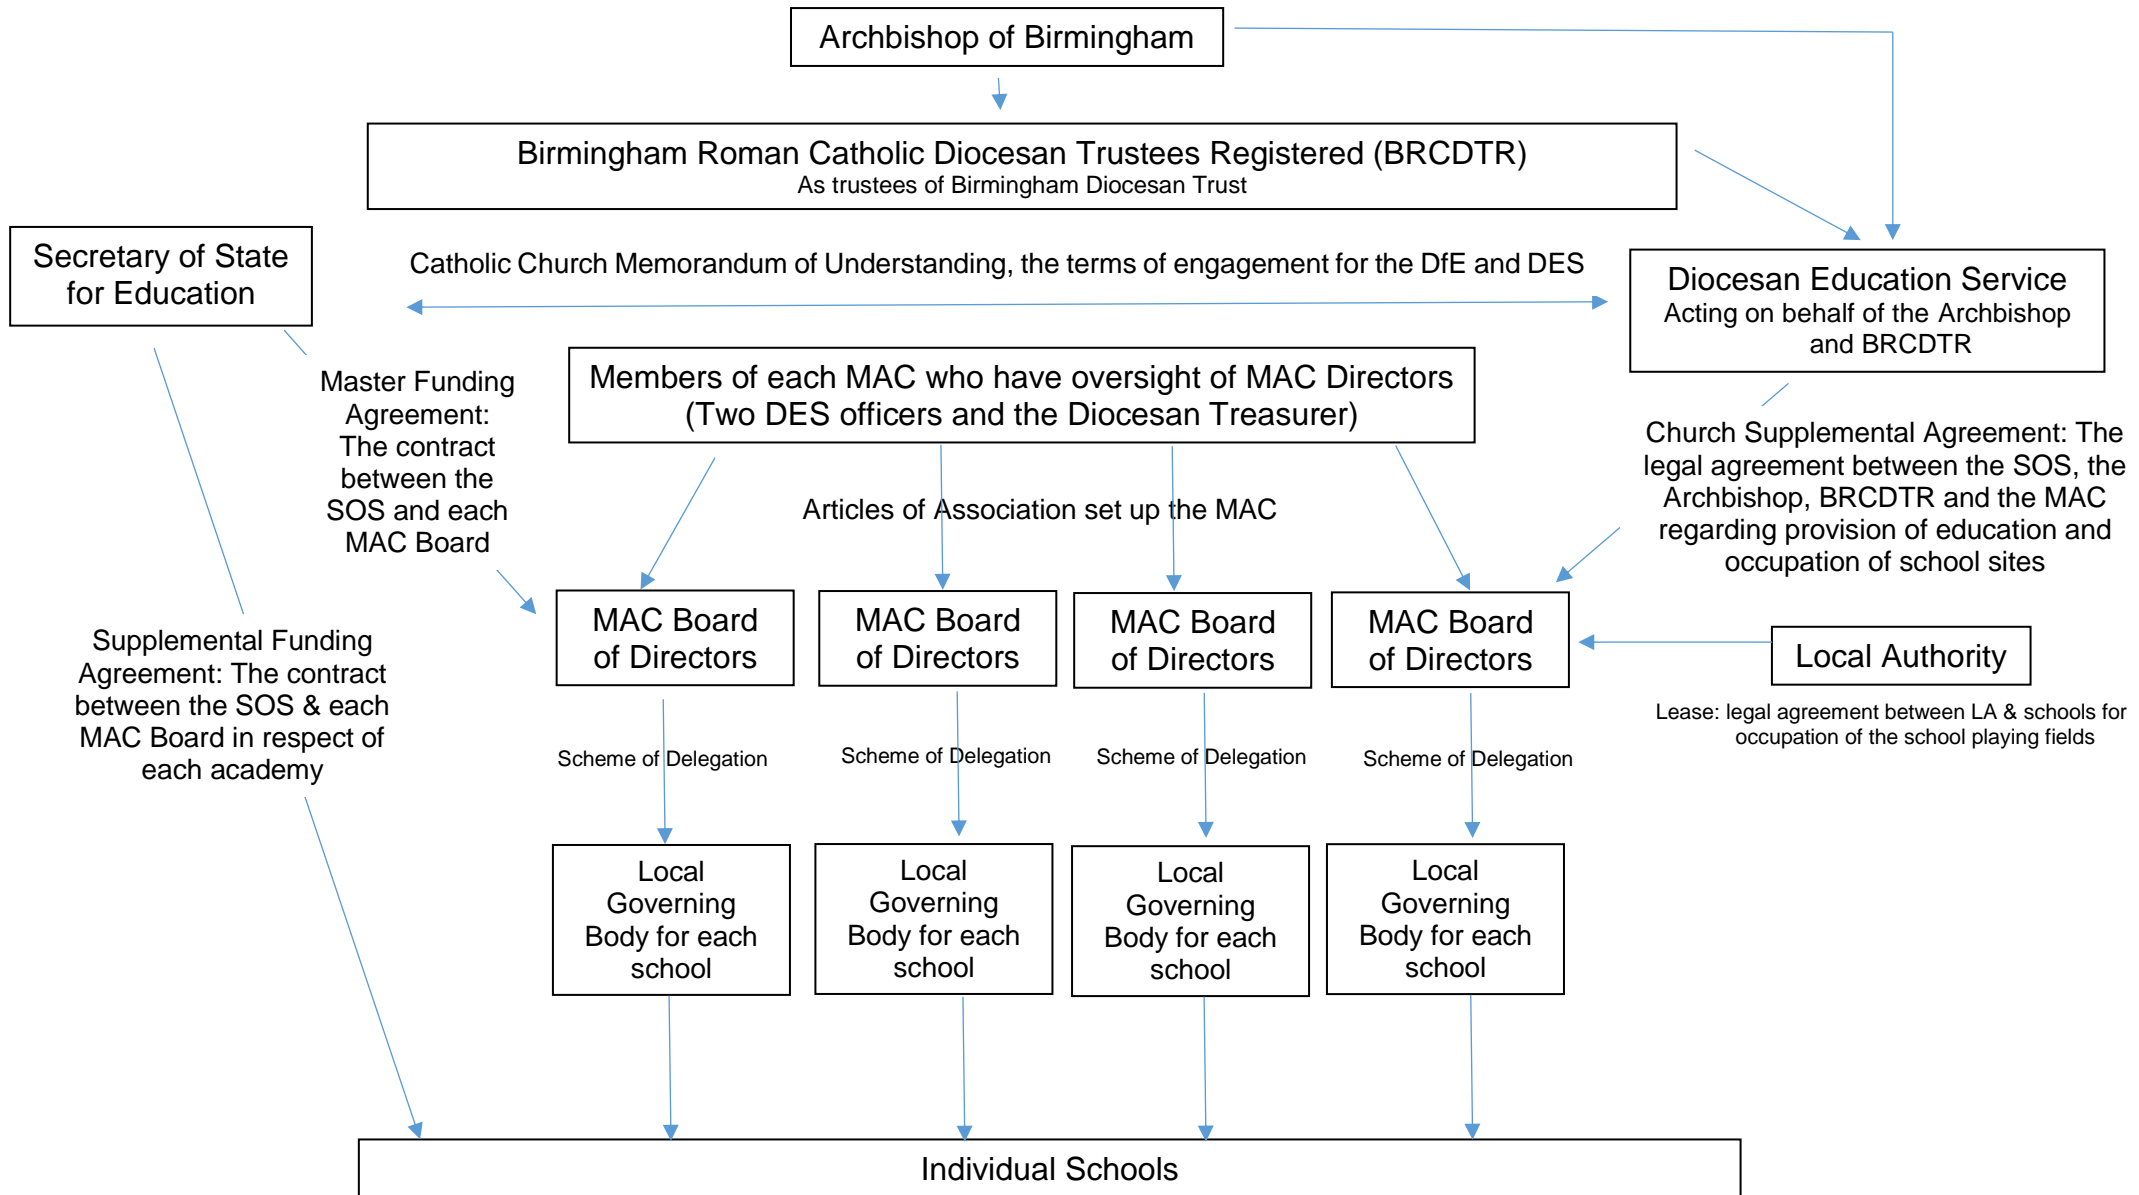 Archbishop of Birmingham
Birmingham Roman Catholic Diocesan Trustees Registered (BRCDTR)
As trustees of Birmingham Diocesan Trust
Secretary of State
for Education
Catholic Church Memorandum of Understanding, the terms of engagement for the DfE and DES
Diocesan Education Service
Acting on behalf of the Archbishop
and BRCDTR
Members of each MAC who have oversight of MAC Directors
(Two DES officers and the Diocesan Treasurer)
Master Funding
Agreement:
The contract
between the
SOS and each
MAC Board
Articles of Association set up the MAC
Church Supplemental Agreement: The
legal agreement between the SOS, the
Archbishop, BRCDTR and the MAC
regarding provision of education and
occupation of school sites
MAC Board
of Directors
MAC Board
of Directors
MAC Board
of Directors
MAC Board
of Directors
Local Authority
Lease: legal agreement between LA & schools for
occupation of the school playing fields
Supplemental Funding
Agreement: The contract
between the SOS & each
MAC Board in respect of
each academy
Scheme of Delegation
Scheme of Delegation
Scheme of Delegation
Scheme of Delegation
Local
Governing
Body for each
school
Local
Governing
Body for each
school
Local
Governing
Body for each
school
Local
Governing
Body for each
school
Individual Schools